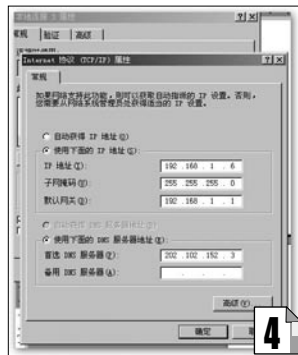 常规 验证 高级
Internet 协议 (TCP/IP) 属性
常规
如果网络支持此功能，则可以获取自动指派的 IP 设置。否则，
您需要从网络系统管理员处获得适当的 IP 设置。
自动获得 IP 地址(O)
使用下面的 IP 地址(S):
IP 地址(I): 192 .168 . 1 . 6
子网掩码(U): 255 .255 .255 . 0
默认网关(D): 192 .168 . 1 . 1
自动获得 DNS 服务器地址(B)
使用下面的 DNS 服务器地址(E):
首选 DNS 服务器(P): 202 .102 .152 . 3
备用 DNS 服务器(A): . . .
高级(V)...
确定
4